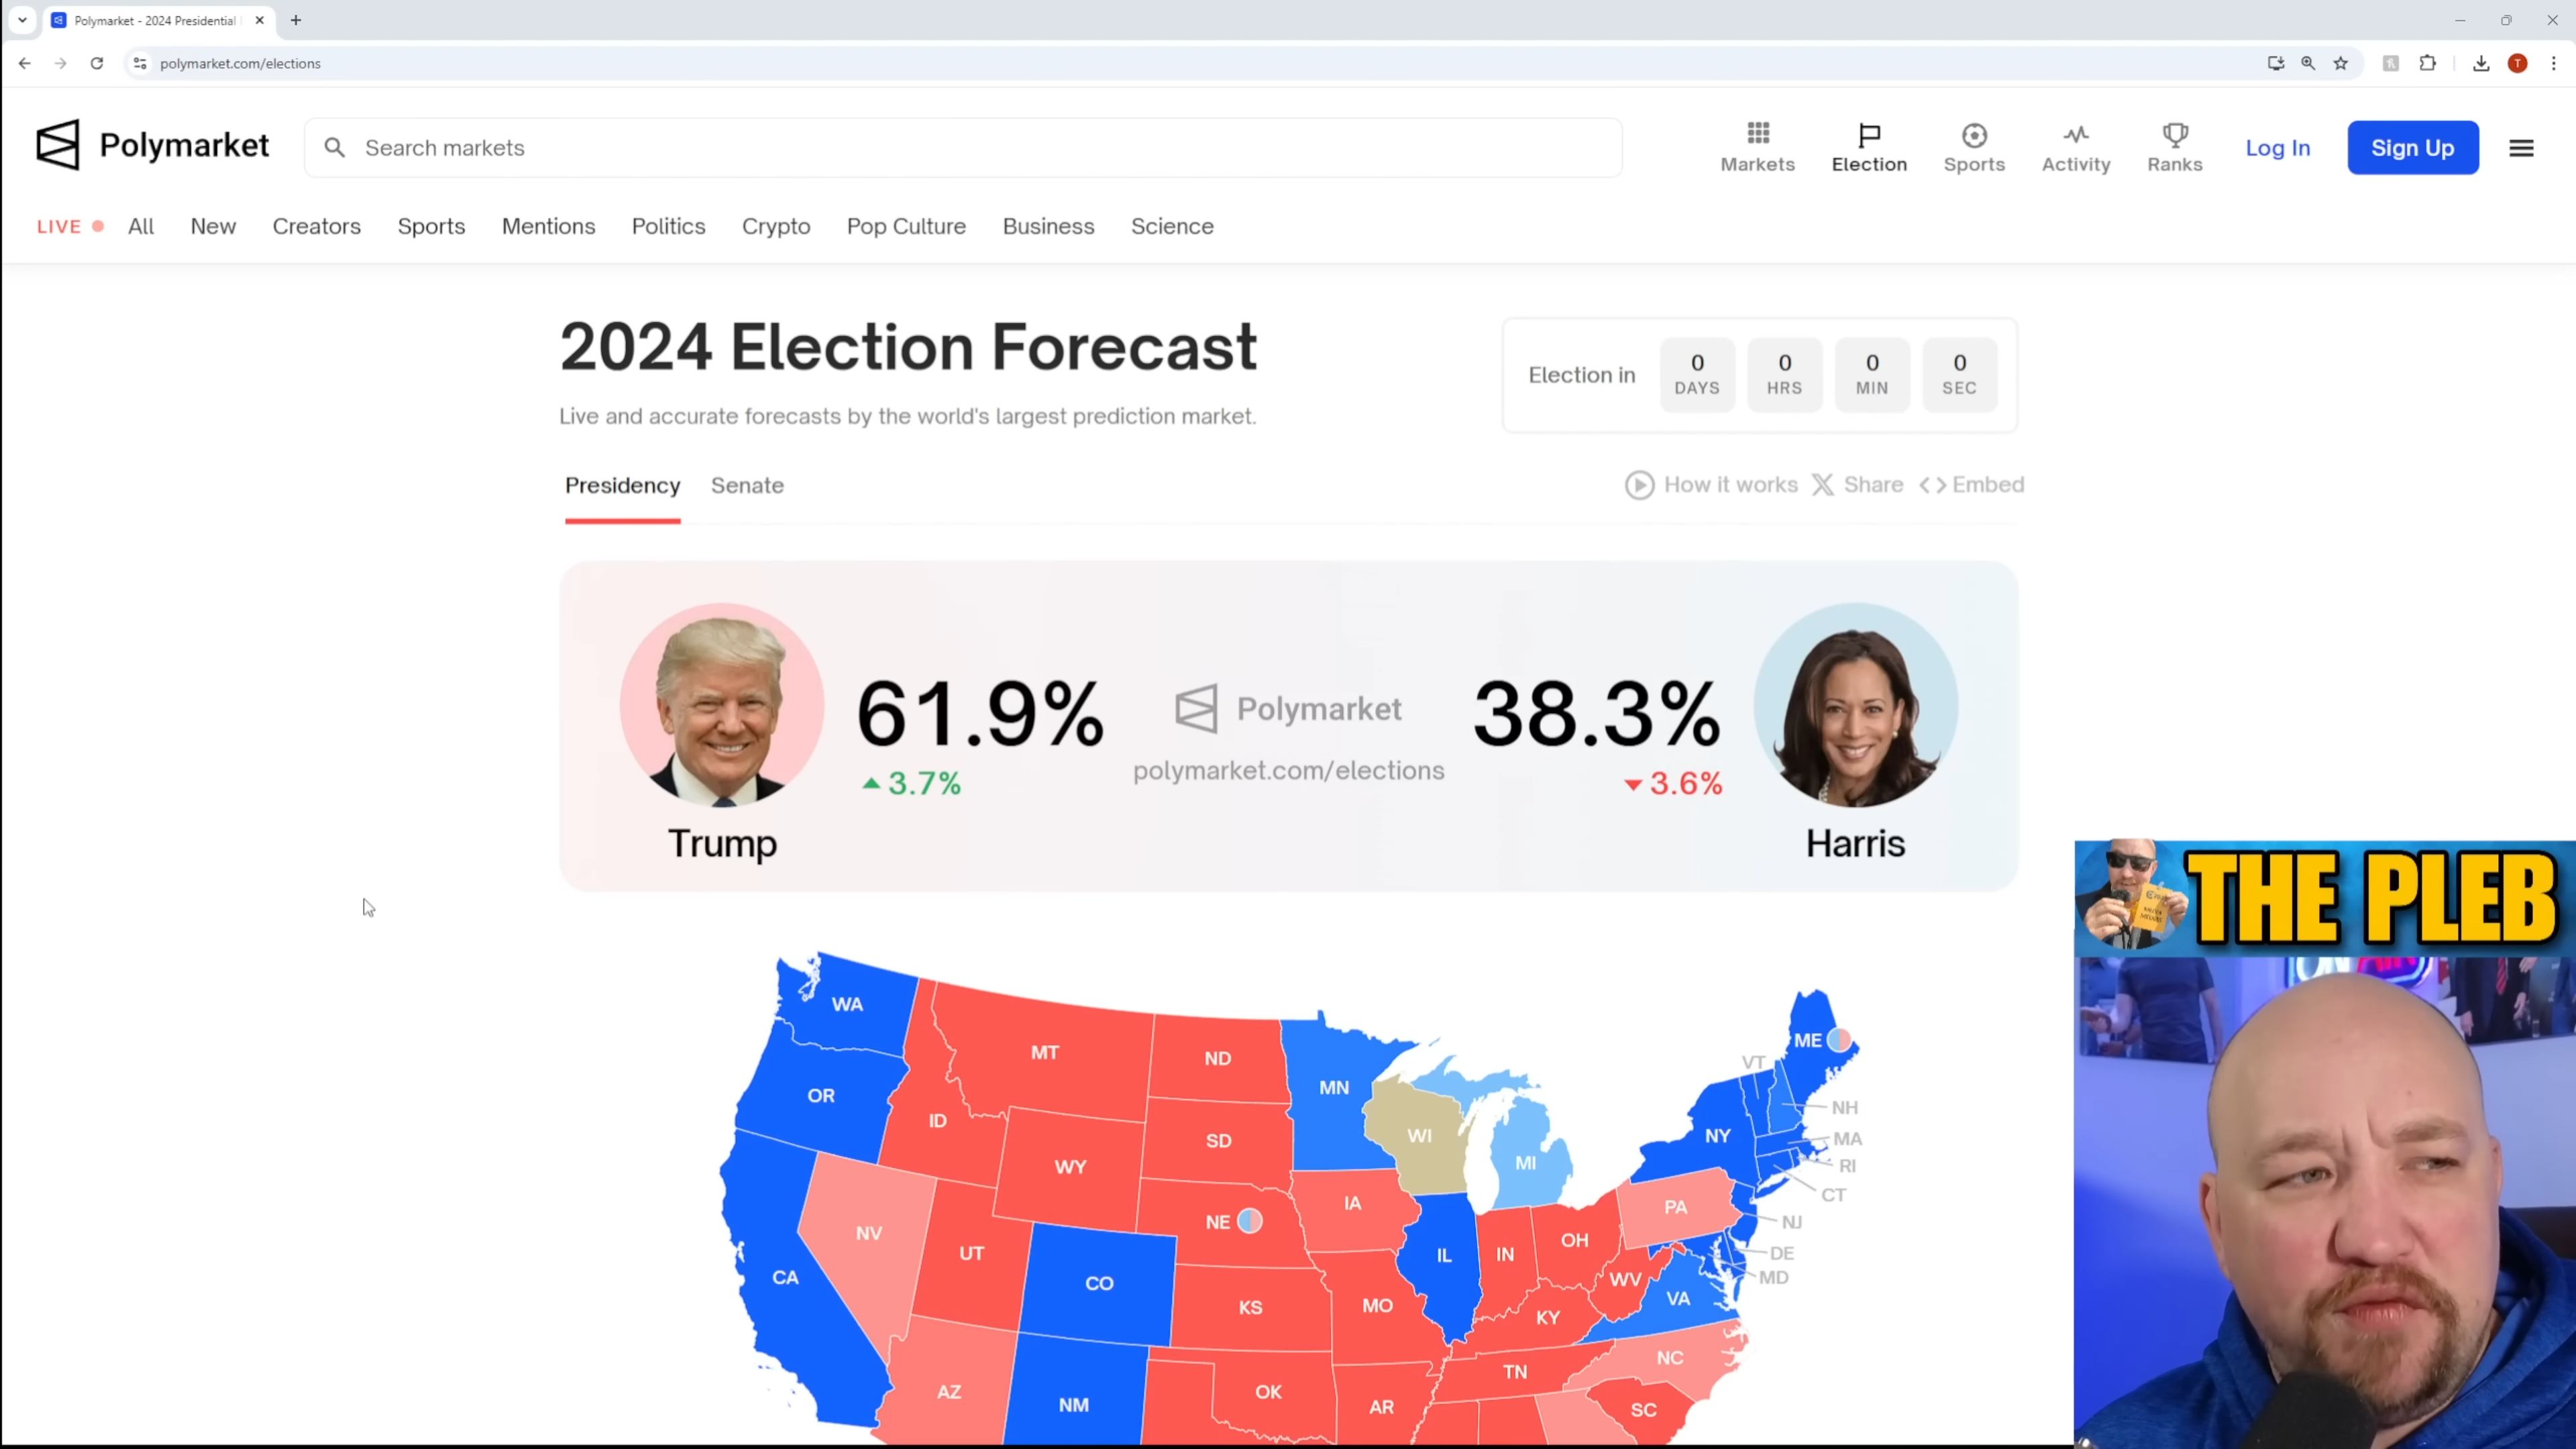 Polymarket - 2024 Presidential
polymarket.com/elections
T
Polymarket
Search markets
Markets
Election
Sports
Activity
Ranks
Log In
Sign Up
LIVE
All
New
Creators
Sports
Mentions
Politics
Crypto
Pop Culture
Business
Science
2024 Election Forecast
Live and accurate forecasts by the world's largest prediction market.
Election in
0 DAYS
0 HRS
0 MIN
0 SEC
Presidency
Senate
How it works
Share
Embed
61.9%
3.7%
Trump
Polymarket
polymarket.com/elections
38.3%
3.6%
Harris
THE PLEB
WA
MT
ND
MN
ME
VT
OR
ID
SD
WI
MI
NY
NH
MA
RI
CT
WY
NE
IA
PA
NJ
NV
UT
CO
IL
IN
OH
WV
DE
MD
CA
KS
MO
KY
VA
AZ
NM
OK
AR
TN
NC
SC